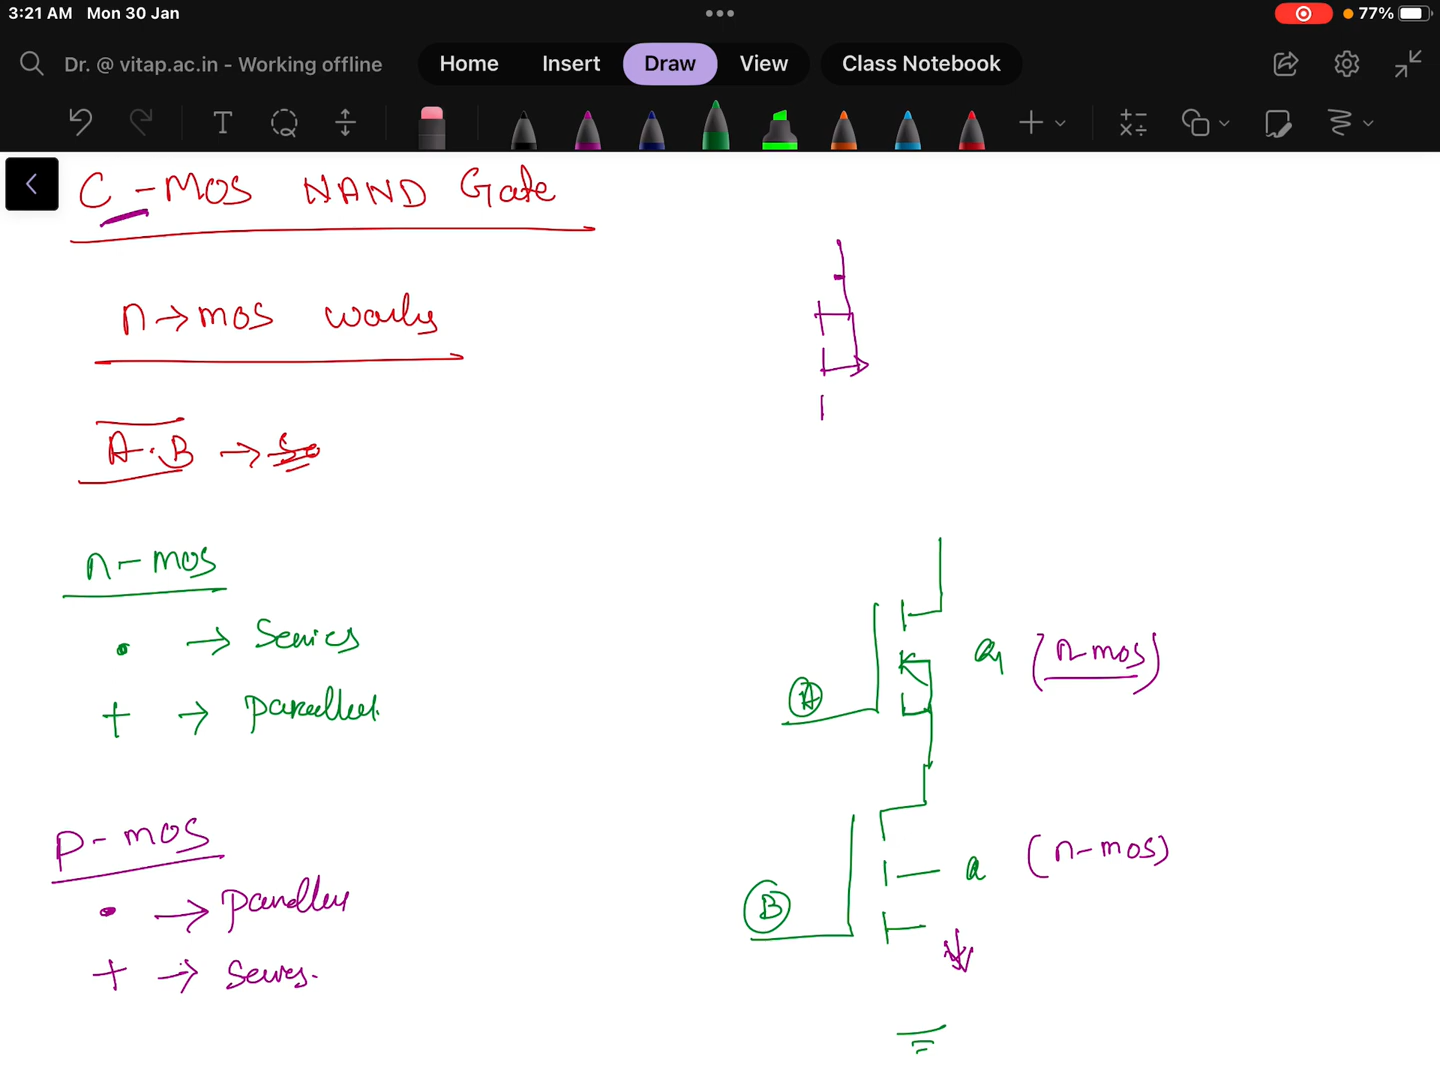 3:21 AM Mon 30 Jan
77%
Dr. @ vitap.ac.in - Working offline
Home Insert Draw View Class Notebook
C-MOS NAND Gate
n→mos works
A·B →
n-mos
• → Series
+ → parallel.
P-mos
• → parallel
+ → Series.
A
Q1 (n-mos)
B
Q (n-mos)